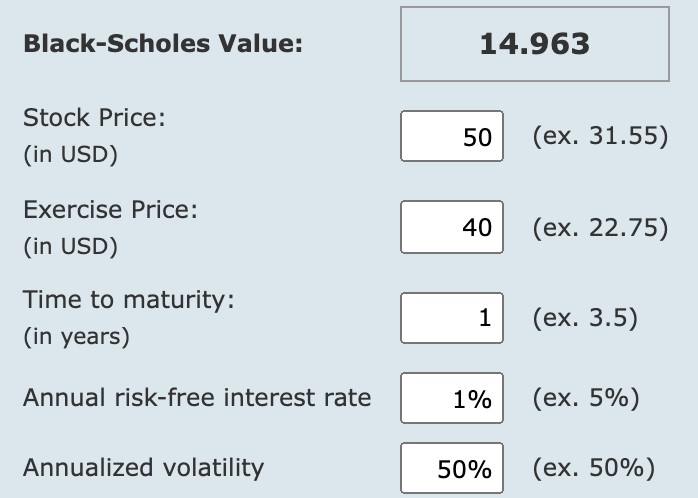 Black-Scholes Value: 14.963
Stock Price:
(in USD)
50 (ex. 31.55)
Exercise Price:
(in USD)
40 (ex. 22.75)
Time to maturity:
(in years)
1 (ex. 3.5)
Annual risk-free interest rate 1% (ex. 5%)
Annualized volatility 50% (ex. 50%)